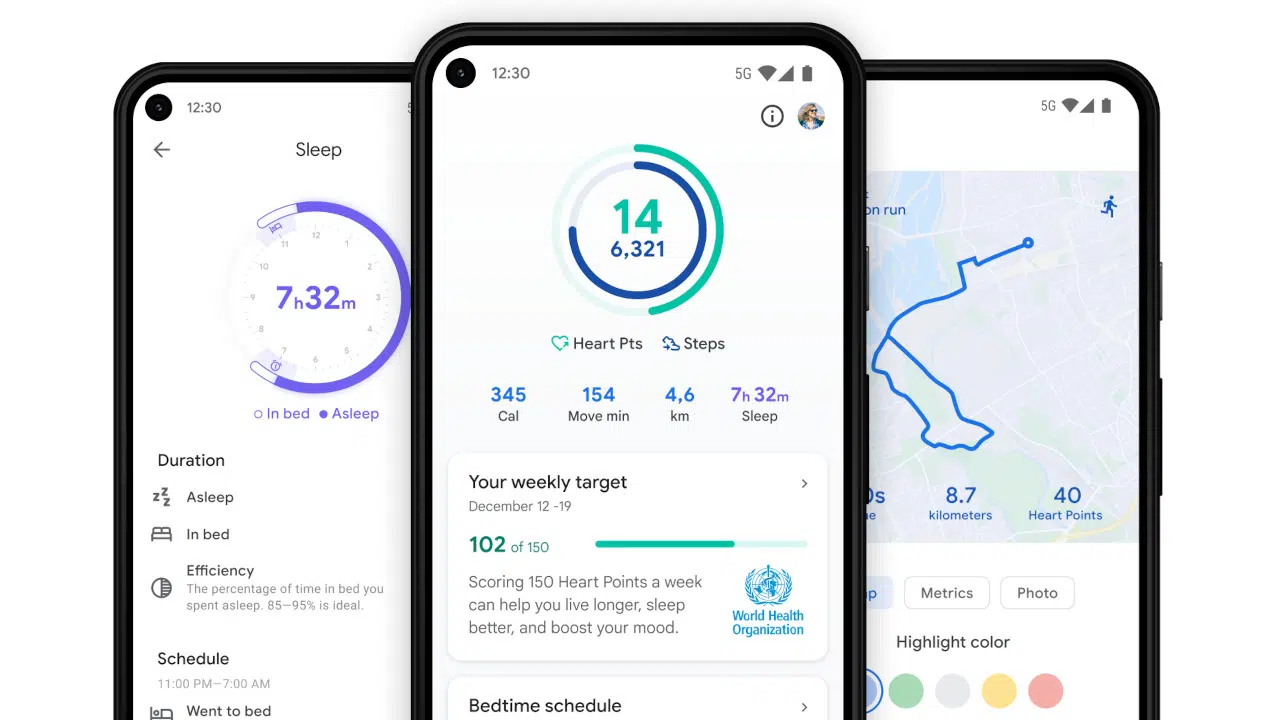 12:30
Sleep
12
11
1
10
2
9
3
8
4
7
5
6
7h32m
In bed
Asleep
Duration
Asleep
In bed
Efficiency
The percentage of time in bed you
spent asleep. 85—95% is ideal.
Schedule
11:00 PM—7:00 AM
Went to bed
12:30
5G
14
6,321
Heart Pts
Steps
345
Cal
154
Move min
4,6
km
7h 32m
Sleep
Your weekly target
December 12 -19
102 of 150
Scoring 150 Heart Points a week
can help you live longer, sleep
better, and boost your mood.
World Health
Organization
Bedtime schedule
5G
on run
8.7
kilometers
40
Heart Points
Metrics
Photo
Highlight color